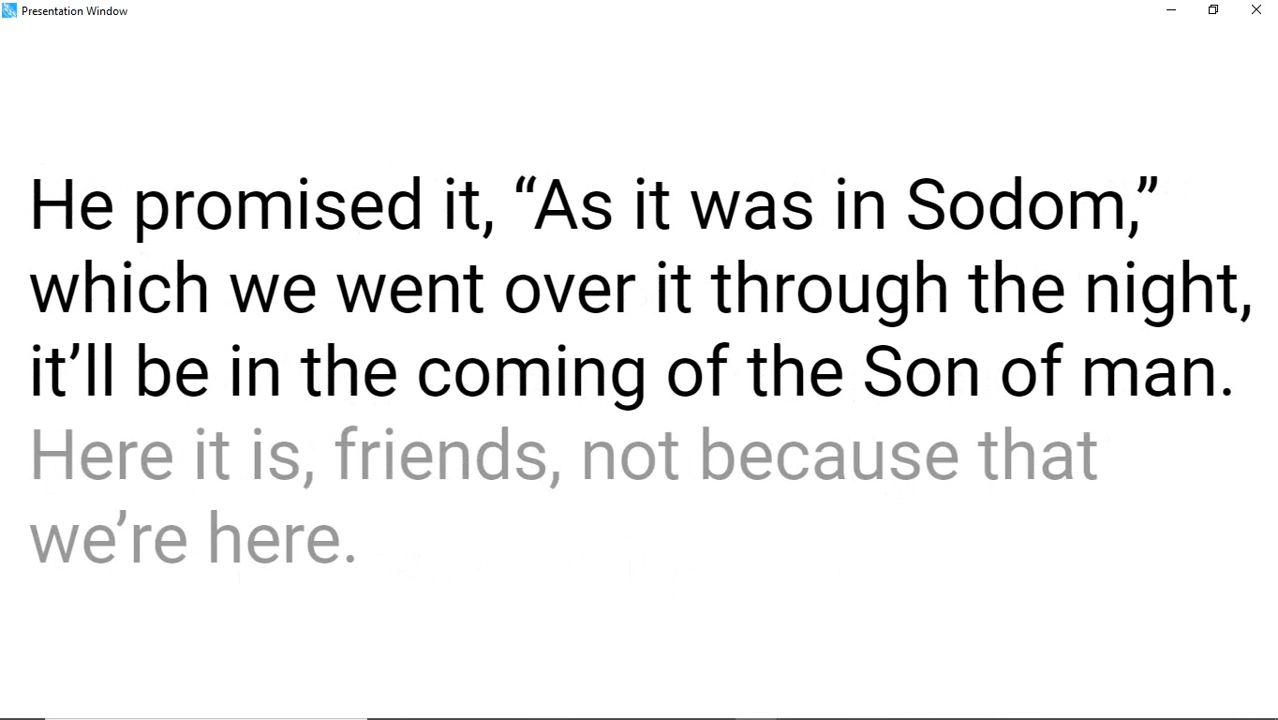 Presentation Window
He promised it, “As it was in Sodom,”
which we went over it through the night,
it’ll be in the coming of the Son of man.
Here it is, friends, not because that
we’re here.